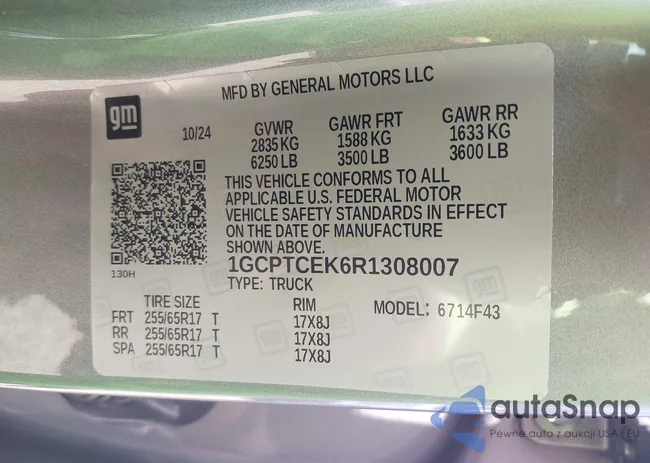 MFD BY GENERAL MOTORS LLC
gm
10/24
GVWR GAWR FRT GAWR RR
2835 KG 1588 KG 1633 KG
6250 LB 3500 LB 3600 LB
THIS VEHICLE CONFORMS TO ALL
APPLICABLE U.S. FEDERAL MOTOR
VEHICLE SAFETY STANDARDS IN EFFECT
ON THE DATE OF MANUFACTURE
SHOWN ABOVE.
130H
1GCPTCEK6R1308007
TYPE: TRUCK
TIRE SIZE RIM MODEL: 6714F43
FRT 255/65R17 T 17X8J
RR 255/65R17 T 17X8J
SPA 255/65R17 T 17X8J
autaSnap
Pewne auto z aukcji USA i EU